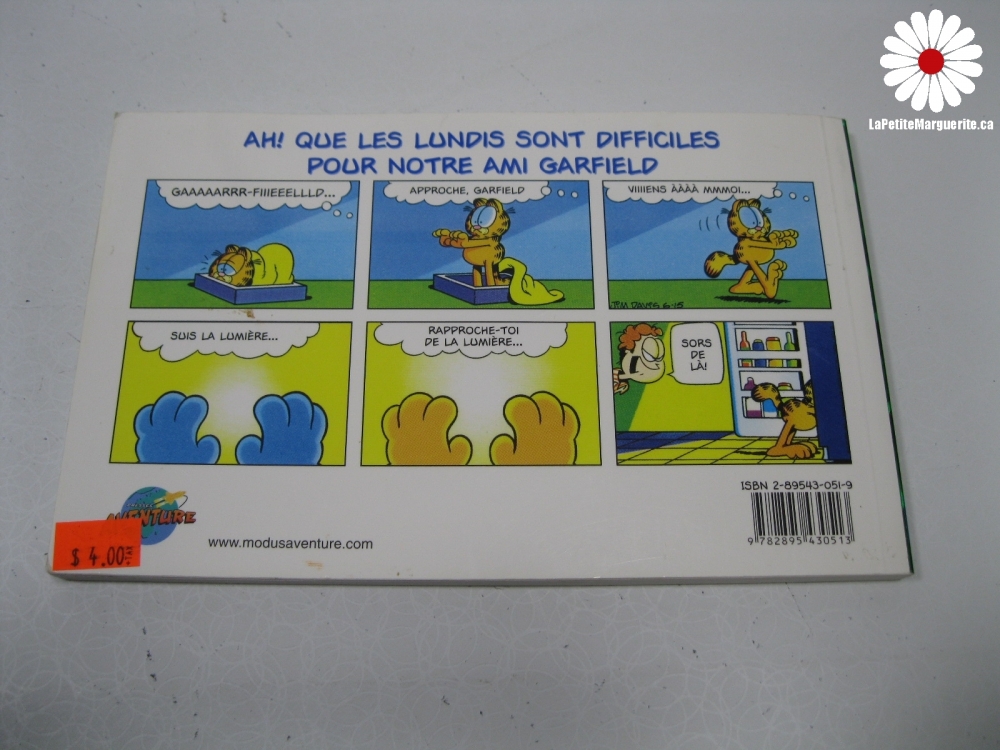 LaPetiteMarguerite.ca
AH! QUE LES LUNDIS SONT DIFFICILES
POUR NOTRE AMI GARFIELD
GAAAAARRR-FIIIEEELLLD...
APPROCHE, GARFIELD
VIIIIENS ÀÀÀÀ MMMOI...
JIM DAVIS 6-15
SUIS LA LUMIÈRE...
RAPPROCHE-TOI
DE LA LUMIÈRE...
SORS
DE
LÀ!
ISBN 2-89543-051-9
9 782895 430513
AVENTURE
$ 4.00
www.modusaventure.com